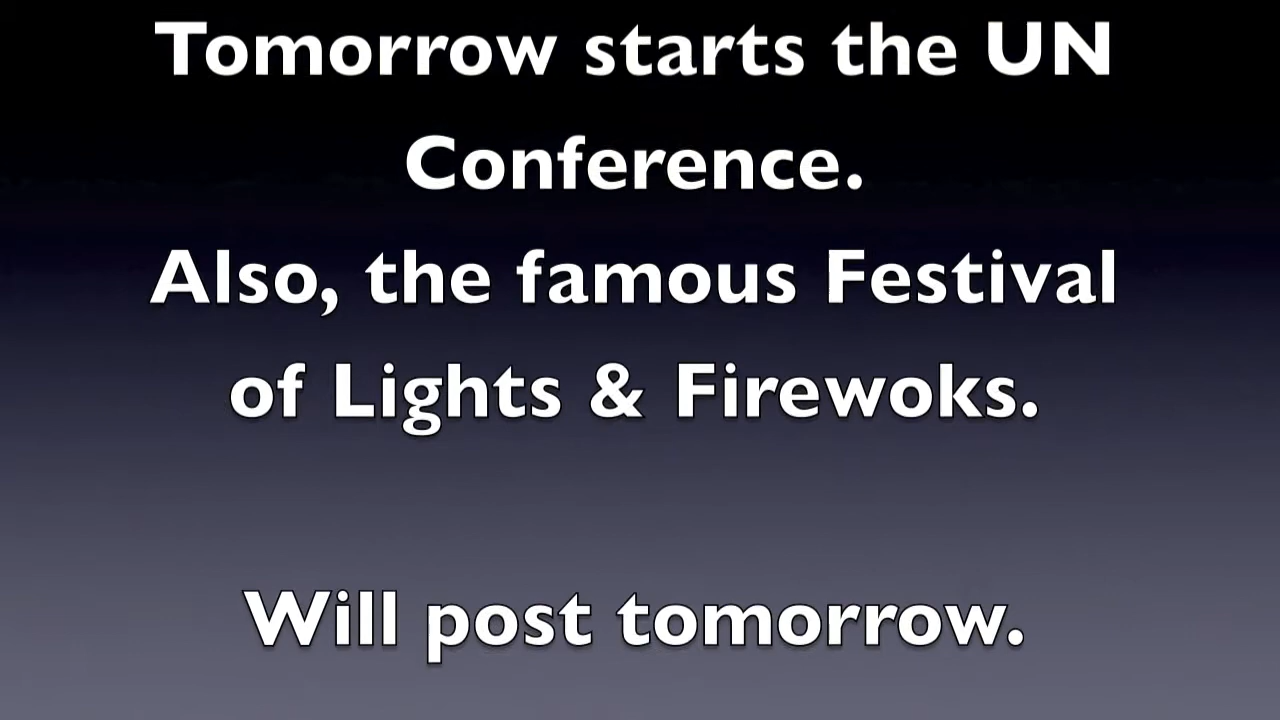 Tomorrow starts the UN
Conference.
Also, the famous Festival
of Lights & Firewoks.
Will post tomorrow.